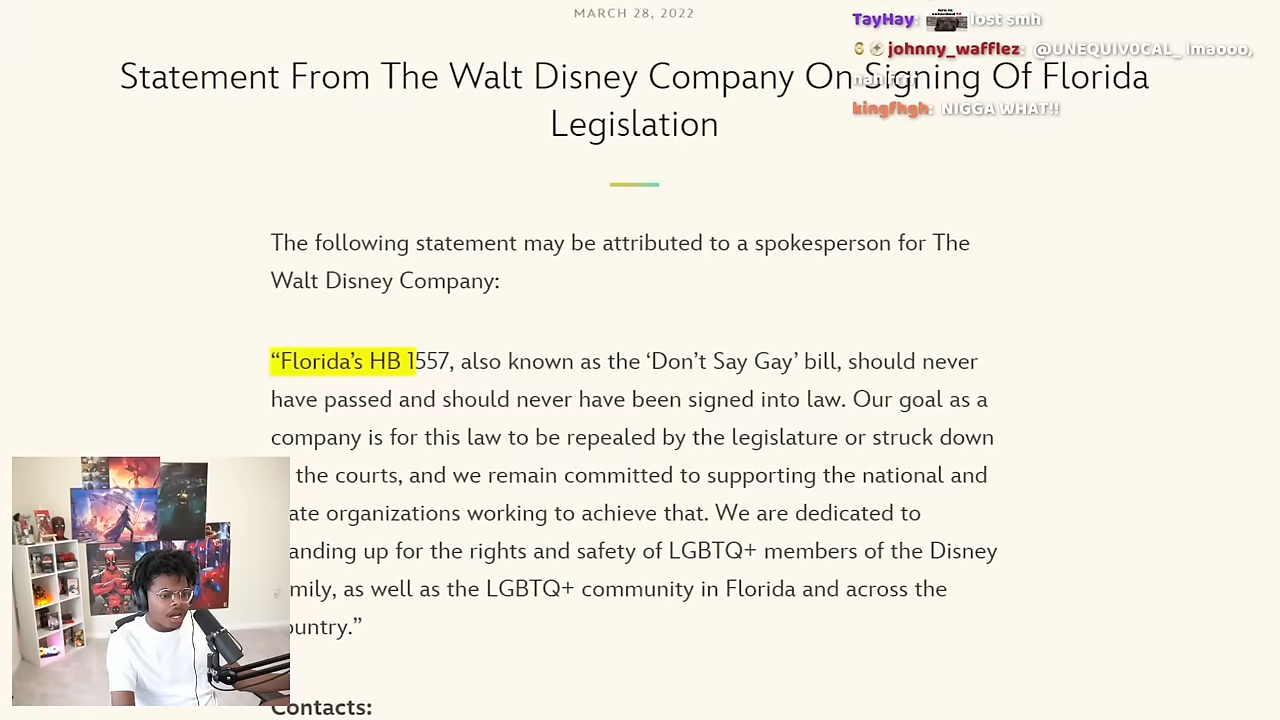 MARCH 28, 2022
TayHay: lost smh
johnny_wafflez: @UNEQUIV0CAL_ lmaooo,
kingfhgh: NIGGA WHAT!!
Statement From The Walt Disney Company On Signing Of Florida
Legislation
The following statement may be attributed to a spokesperson for The
Walt Disney Company:
“Florida’s HB 1557, also known as the ‘Don’t Say Gay’ bill, should never
have passed and should never have been signed into law. Our goal as a
company is for this law to be repealed by the legislature or struck down
the courts, and we remain committed to supporting the national and
ate organizations working to achieve that. We are dedicated to
anding up for the rights and safety of LGBTQ+ members of the Disney
mily, as well as the LGBTQ+ community in Florida and across the
ountry.”
Contacts: